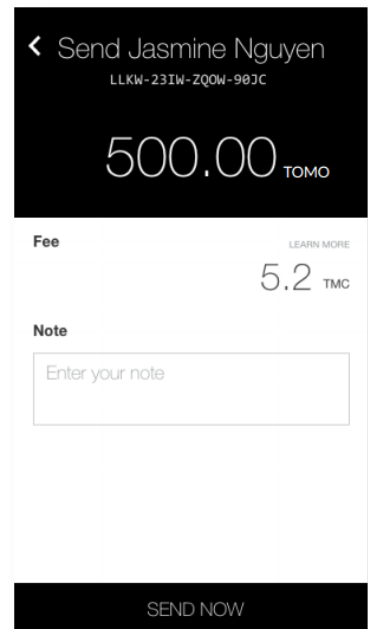 Send Jasmine Nguyen
LLKW-23IW-ZQOW-90JC
500.00 TOMO
Fee
LEARN MORE
5.2 TMC
Note
Enter your note
SEND NOW